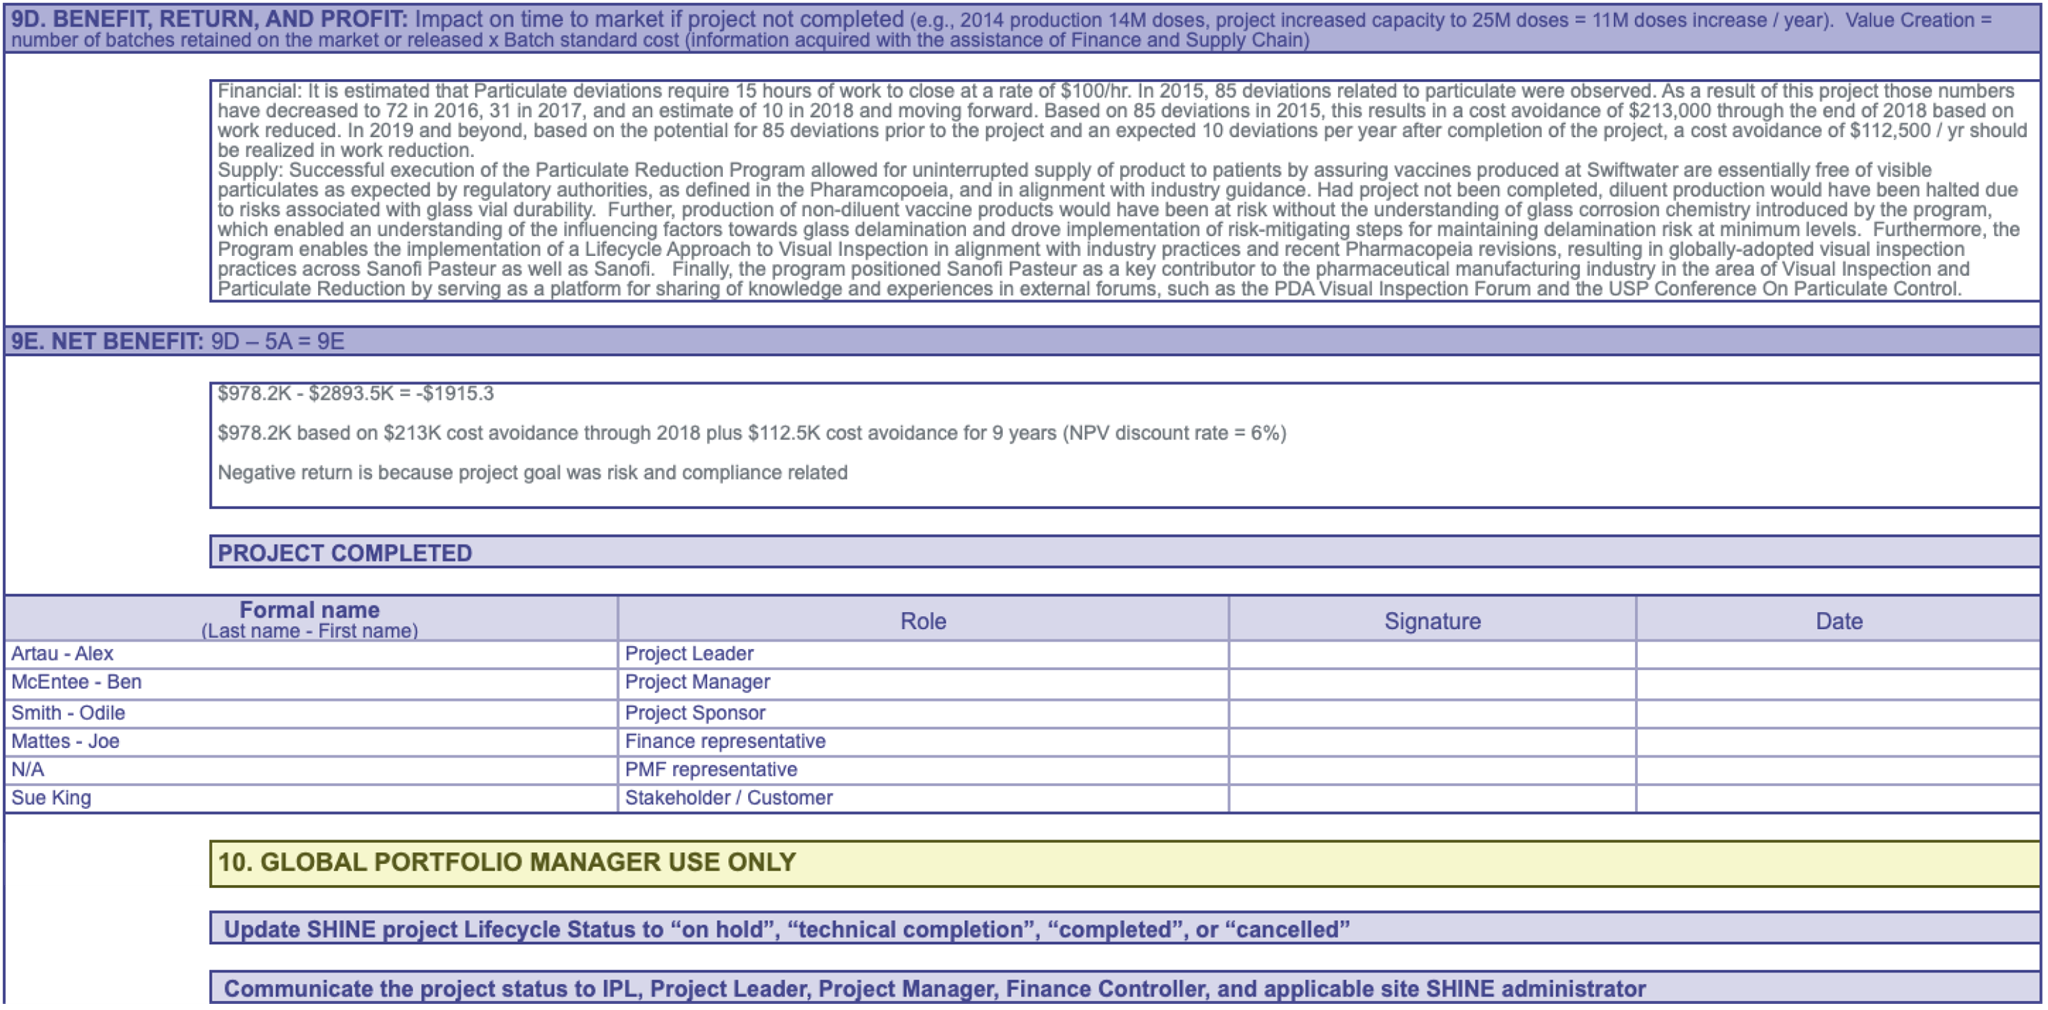 9D. BENEFIT, RETURN, AND PROFIT: Impact on time to market if project not completed (e.g., 2014 production 14M doses, project increased capacity to 25M doses = 11M doses increase / year).  Value Creation =
number of batches retained on the market or released x Batch standard cost (information acquired with the assistance of Finance and Supply Chain)
Financial: It is estimated that Particulate deviations require 15 hours of work to close at a rate of $100/hr. In 2015, 85 deviations related to particulate were observed. As a result of this project those numbers
have decreased to 72 in 2016, 31 in 2017, and an estimate of 10 in 2018 and moving forward. Based on 85 deviations in 2015, this results in a cost avoidance of $213,000 through the end of 2018 based on
work reduced. In 2019 and beyond, based on the potential for 85 deviations prior to the project and an expected 10 deviations per year after completion of the project, a cost avoidance of $112,500 / yr should
be realized in work reduction.
Supply: Successful execution of the Particulate Reduction Program allowed for uninterrupted supply of product to patients by assuring vaccines produced at Swiftwater are essentially free of visible
particulates as expected by regulatory authorities, as defined in the Pharamcopoeia, and in alignment with industry guidance. Had project not been completed, diluent production would have been halted due
to risks associated with glass vial durability.  Further, production of non-diluent vaccine products would have been at risk without the understanding of glass corrosion chemistry introduced by the program,
which enabled an understanding of the influencing factors towards glass delamination and drove implementation of risk-mitigating steps for maintaining delamination risk at minimum levels.  Furthermore, the
Program enables the implementation of a Lifecycle Approach to Visual Inspection in alignment with industry practices and recent Pharmacopeia revisions, resulting in globally-adopted visual inspection
practices across Sanofi Pasteur as well as Sanofi.   Finally, the program positioned Sanofi Pasteur as a key contributor to the pharmaceutical manufacturing industry in the area of Visual Inspection and
Particulate Reduction by serving as a platform for sharing of knowledge and experiences in external forums, such as the PDA Visual Inspection Forum and the USP Conference On Particulate Control.
9E. NET BENEFIT: 9D – 5A = 9E
$978.2K - $2893.5K = -$1915.3
$978.2K based on $213K cost avoidance through 2018 plus $112.5K cost avoidance for 9 years (NPV discount rate = 6%)
Negative return is because project goal was risk and compliance related
PROJECT COMPLETED
Formal name
(Last name - First name)
Role
Signature
Date
Artau - Alex
Project Leader
McEntee - Ben
Project Manager
Smith - Odile
Project Sponsor
Mattes - Joe
Finance representative
N/A
PMF representative
Sue King
Stakeholder / Customer
10. GLOBAL PORTFOLIO MANAGER USE ONLY
Update SHINE project Lifecycle Status to “on hold”, “technical completion”, “completed”, or “cancelled”
Communicate the project status to IPL, Project Leader, Project Manager, Finance Controller, and applicable site SHINE administrator